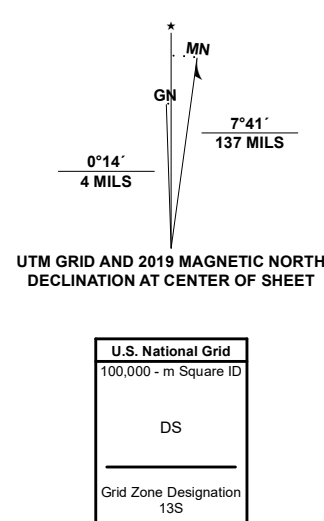 ★
MN
GN
7°41´
137 MILS
0°14´
4 MILS
UTM GRID AND 2019 MAGNETIC NORTH
DECLINATION AT CENTER OF SHEET
U.S. National Grid
100,000 - m Square ID
DS
Grid Zone Designation
13S